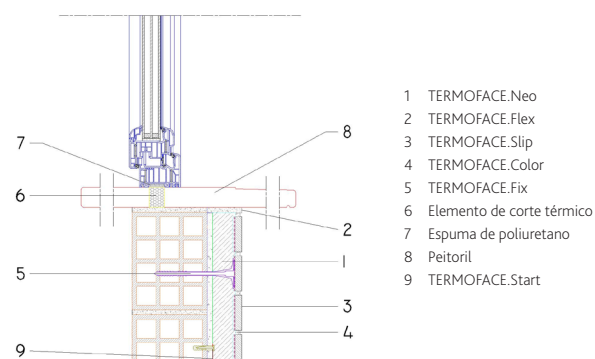 7
6
5
9
8
2
1
3
4
1 TERMOFACE.Neo
2 TERMOFACE.Flex
3 TERMOFACE.Slip
4 TERMOFACE.Color
5 TERMOFACE.Fix
6 Elemento de corte térmico
7 Espuma de poliuretano
8 Peitoril
9 TERMOFACE.Start